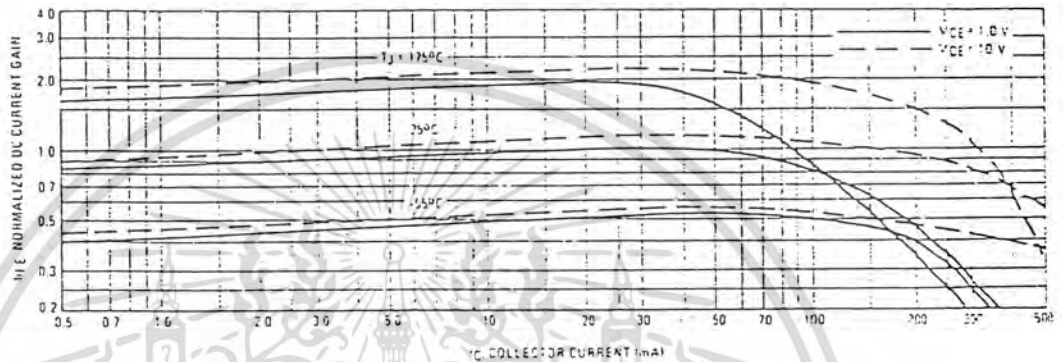 4.0
3.0
2.0
1.0
0.7
0.5
0.3
0.2
hFE NORMALIZED DC CURRENT GAIN
TJ = 175°C
25°C
-55°C
VCE = 1.0 V
VCE = 10 V
0.5 0.7 1.0 2.0 3.0 5.0 10 20 30 50 70 100 200 300 500
IC, COLLECTOR CURRENT (mA)